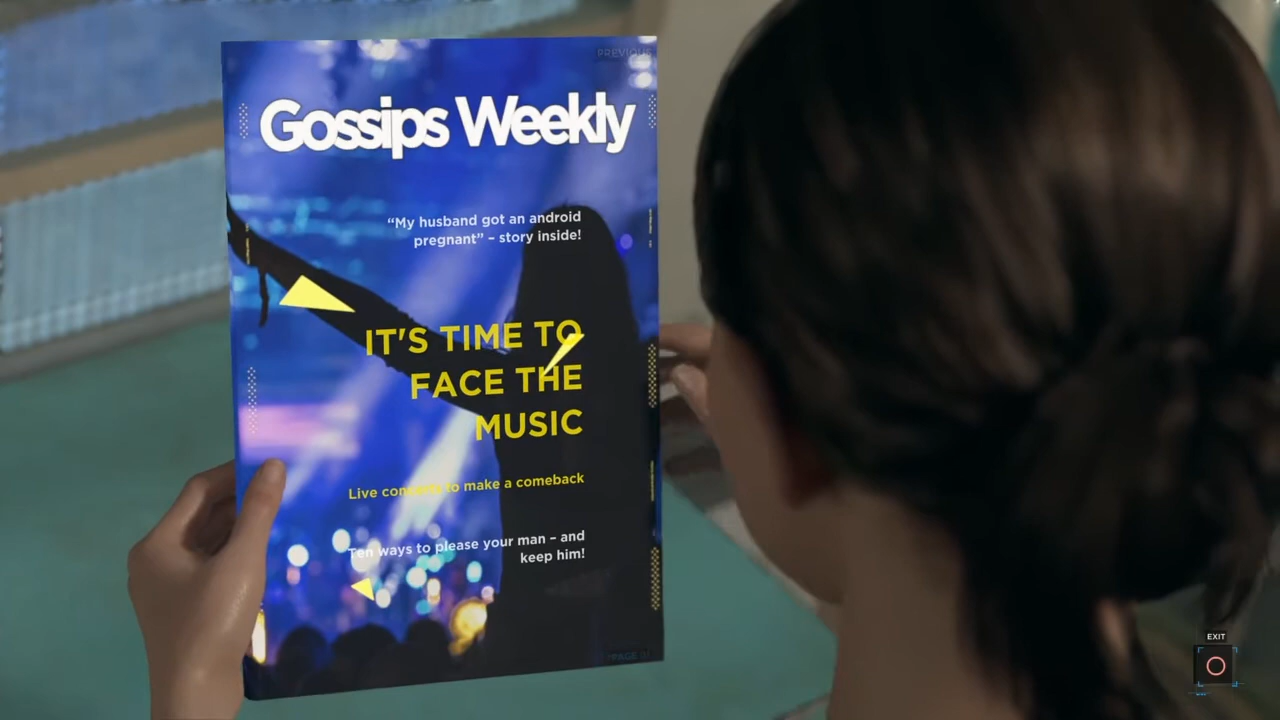 PREVIOUS
Gossips Weekly
“My husband got an android
pregnant” – story inside!
IT'S TIME TO
FACE THE
MUSIC
Live concerts to make a comeback
Ten ways to please your man – and
keep him!
EXIT